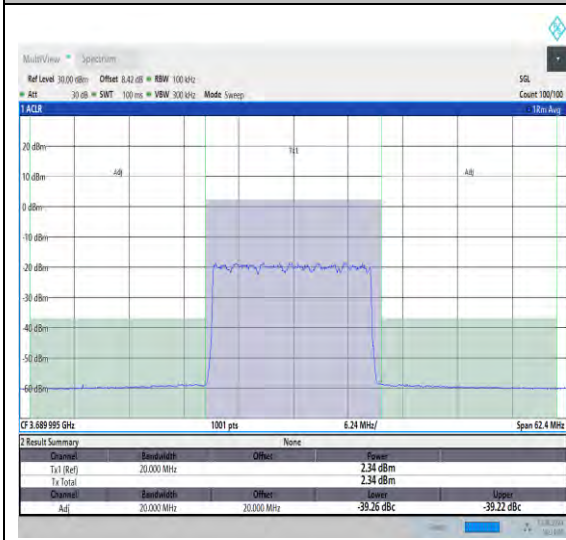 MultiView Spectrum
Ref Level 30.00 dBm Offset 8.42 dB RBW 100 kHz SGL
Att 30 dB SWT 100 ms VBW 300 kHz Mode Sweep Count 100/100
1 ACLR 1Rm Avg
20 dBm
Tx1
10 dBm
Adj Adj
0 dBm
-10 dBm
-20 dBm
-30 dBm
-40 dBm
-50 dBm
-60 dBm
CF 3.689 995 GHz 1001 pts 6.24 MHz/ Span 62.4 MHz
2 Result Summary None
Channel Bandwidth Offset Power
Tx1 (Ref) 20.000 MHz 2.34 dBm
Tx Total 2.34 dBm
Channel Bandwidth Offset Lower Upper
Adj 20.000 MHz 20.000 MHz -39.26 dBc -39.22 dBc